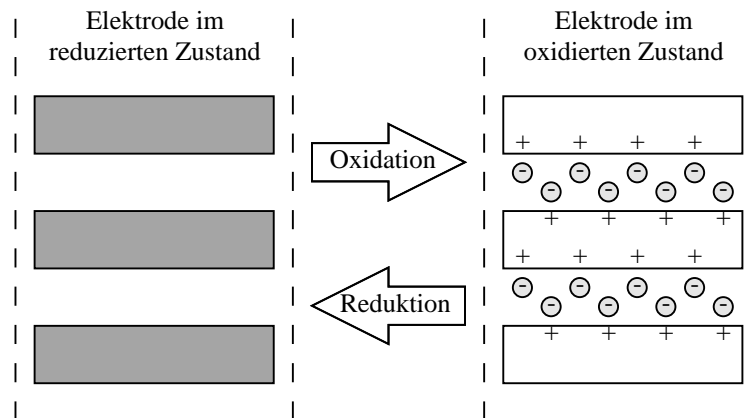 Elektrode im
reduzierten Zustand
Elektrode im
oxidierten Zustand
Oxidation
Reduktion
+ + + +
- - - -
- - - -
+ + + +
+ + + +
- - - -
- - - -
+ + + +